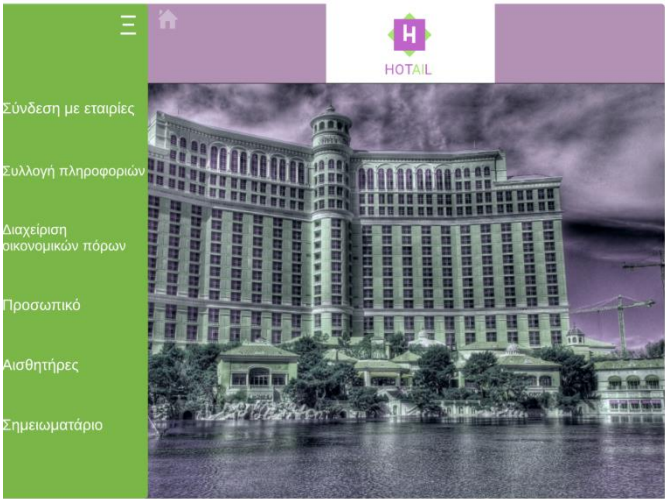 H
HOTAIL
Σύνδεση με εταιρίες
Συλλογή πληροφοριών
Διαχείριση
οικονομικών πόρων
Προσωπικό
Αισθητήρες
Σημειωματάριο